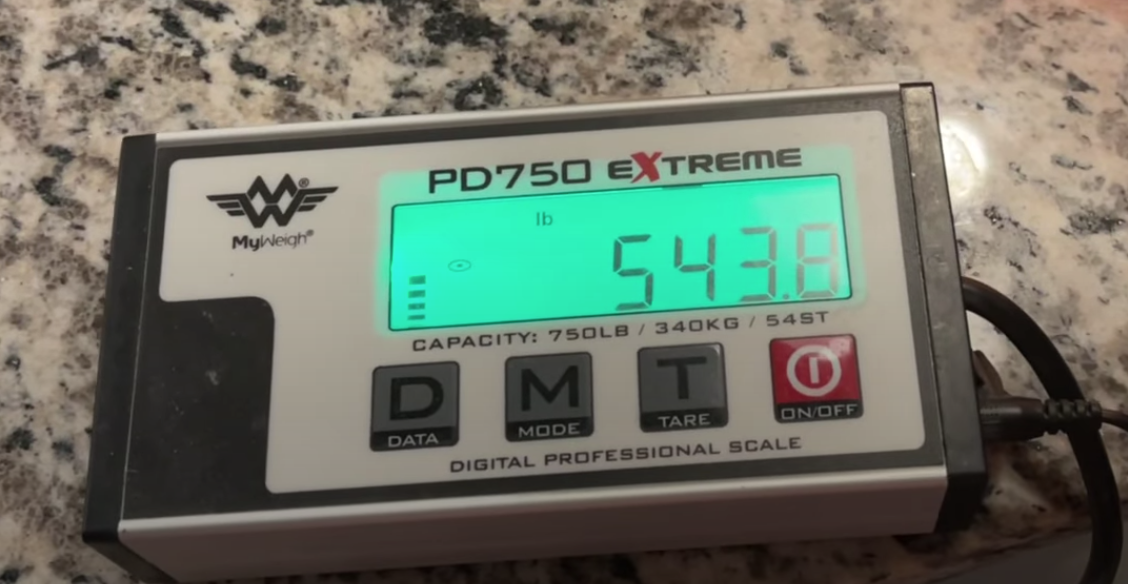 PD750 EXTREME
MyWeigh®
lb
543.8
CAPACITY: 750LB / 340KG / 54ST
D M T
DATA MODE TARE ON/OFF
DIGITAL PROFESSIONAL SCALE